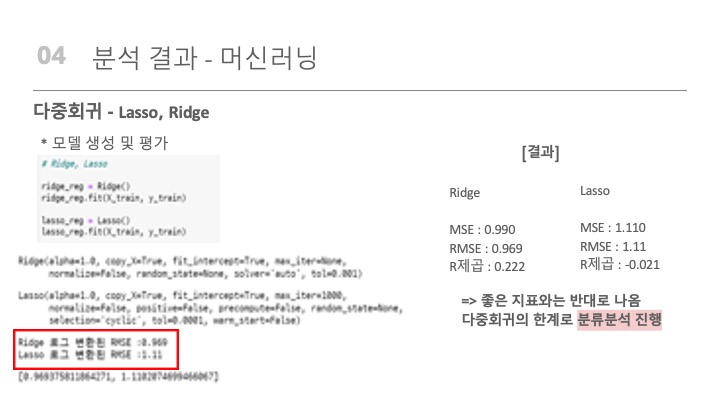 04 분석 결과 - 머신러닝
다중회귀 - Lasso, Ridge
* 모델 생성 및 평가
# Ridge, Lasso
ridge_reg = Ridge()
ridge_reg.fit(X_train, y_train)
lasso_reg = Lasso()
lasso_reg.fit(X_train, y_train)
Ridge(alpha=1.0, copy_X=True, fit_intercept=True, max_iter=None,
normalize=False, random_state=None, solver='auto', tol=0.001)
Lasso(alpha=1.0, copy_X=True, fit_intercept=True, max_iter=1000,
normalize=False, positive=False, precompute=False, random_state=None,
selection='cyclic', tol=0.0001, warm_start=False)
Ridge 로그 변환된 RMSE :0.969
Lasso 로그 변환된 RMSE :1.11
[0.969375811864271, 1.1102074699466067]
[결과]
Ridge
MSE : 0.990
RMSE : 0.969
R제곱 : 0.222
Lasso
MSE : 1.110
RMSE : 1.11
R제곱 : -0.021
=> 좋은 지표와는 반대로 나옴
다중회귀의 한계로 분류분석 진행